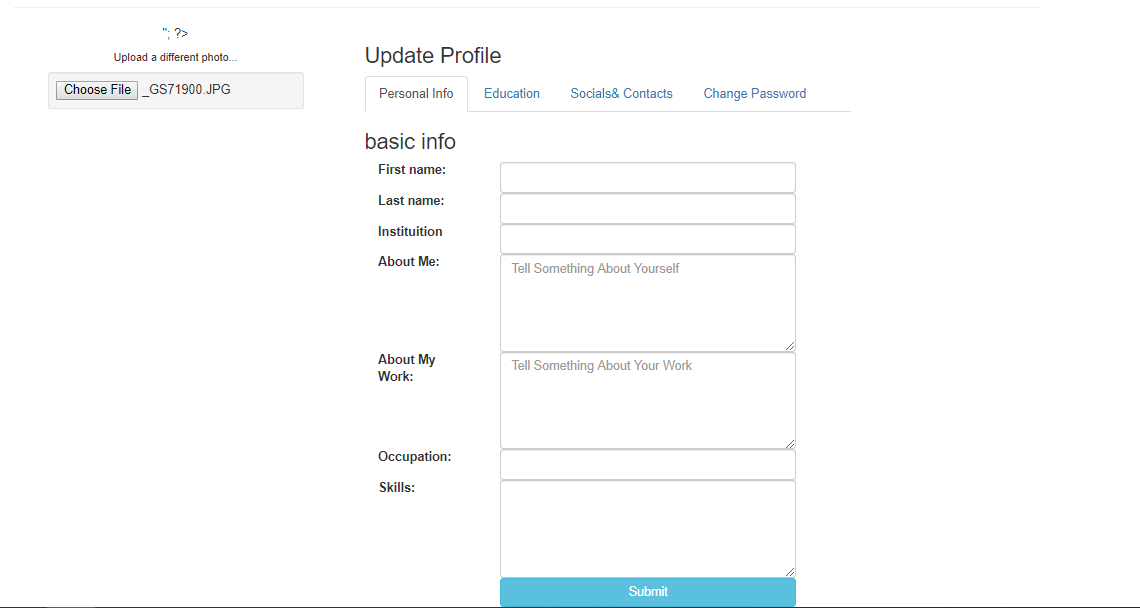 "; ?>
Upload a different photo...
Choose File _GS71900.JPG
Update Profile
Personal Info Education Socials& Contacts Change Password
basic info
First name:
Last name:
Instituition
About Me:
Tell Something About Yourself
About My
Work:
Tell Something About Your Work
Occupation:
Skills:
Submit